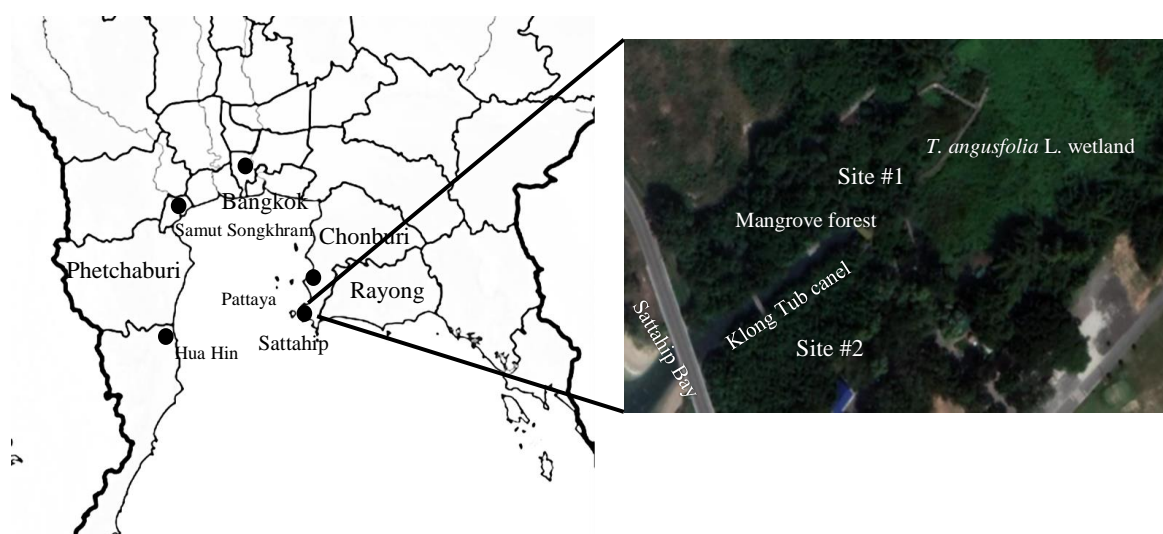 Bangkok
Samut Songkhram
Chonburi
Phetchaburi
Pattaya
Rayong
Sattahip
Hua Hin
T. angusfolia L. wetland
Site #1
Mangrove forest
Klong Tub canel
Sattahip Bay
Site #2